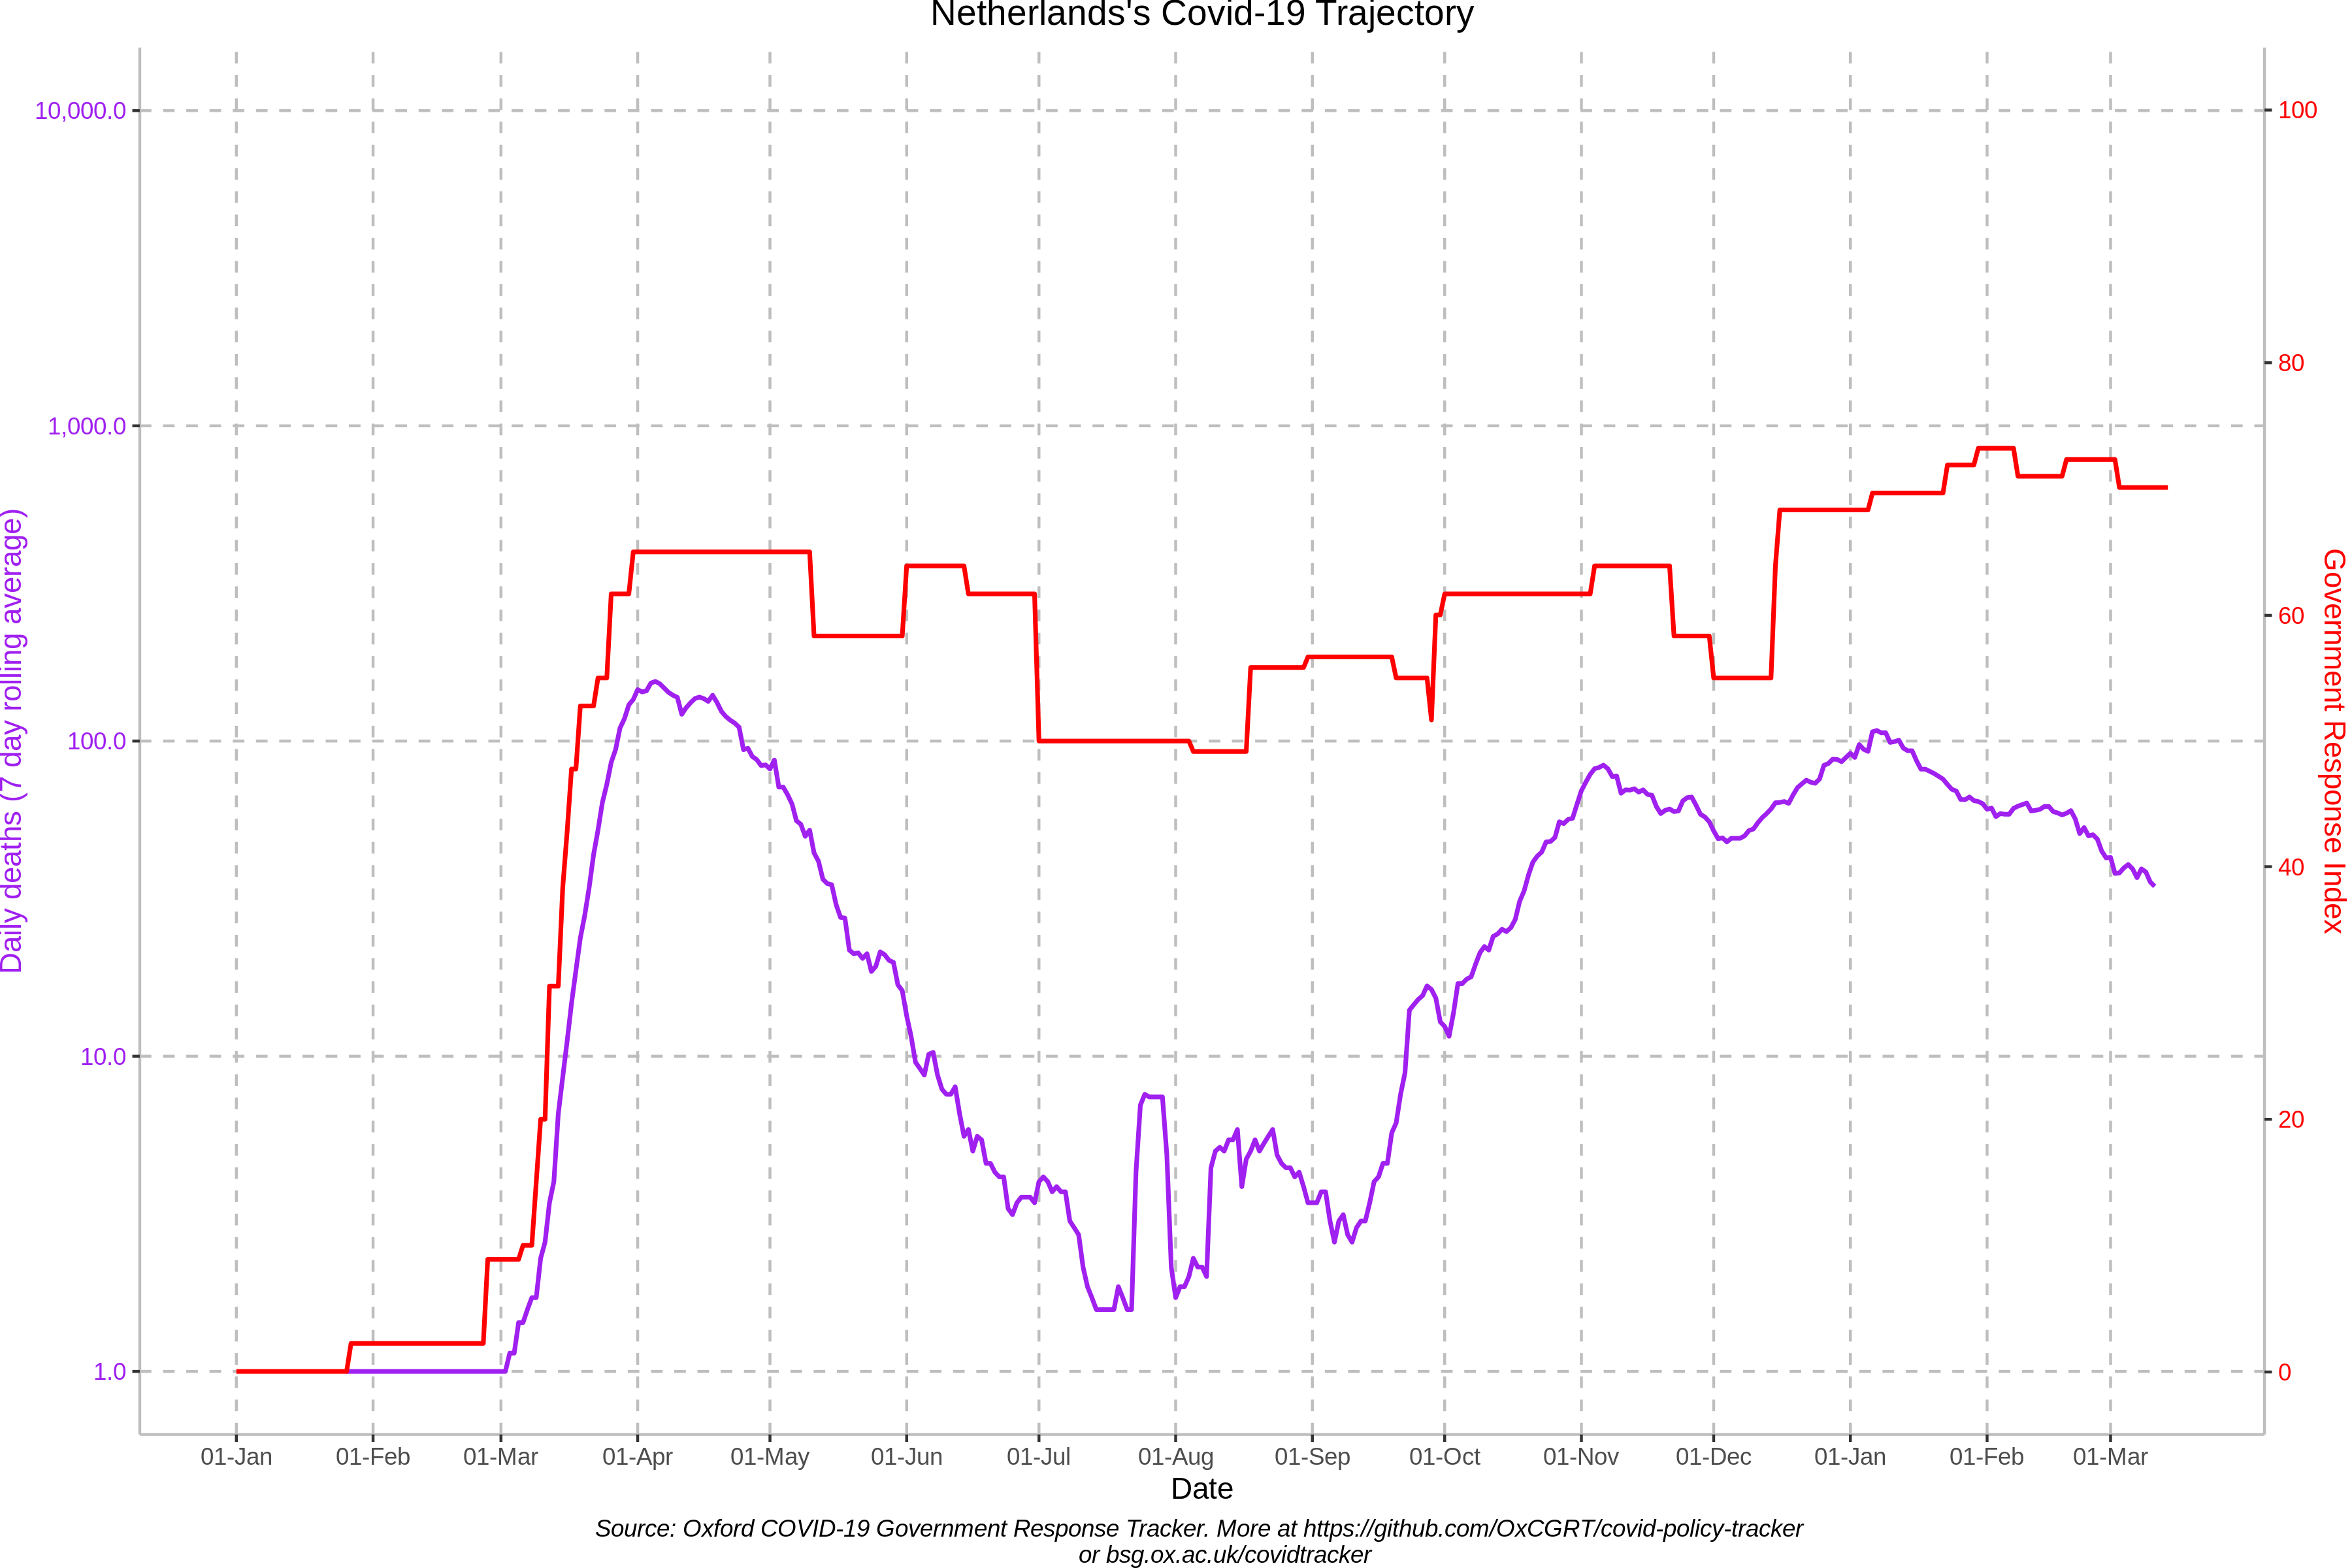 Netherlands's Covid-19 Trajectory
10,000.0
1,000.0
100.0
10.0
1.0
Daily deaths (7 day rolling average)
100
80
60
40
20
0
Government Response Index
01-Jan 01-Feb 01-Mar 01-Apr 01-May 01-Jun 01-Jul 01-Aug 01-Sep 01-Oct 01-Nov 01-Dec 01-Jan 01-Feb 01-Mar
Date
Source: Oxford COVID-19 Government Response Tracker. More at https://github.com/OxCGRT/covid-policy-tracker
or bsg.ox.ac.uk/covidtracker